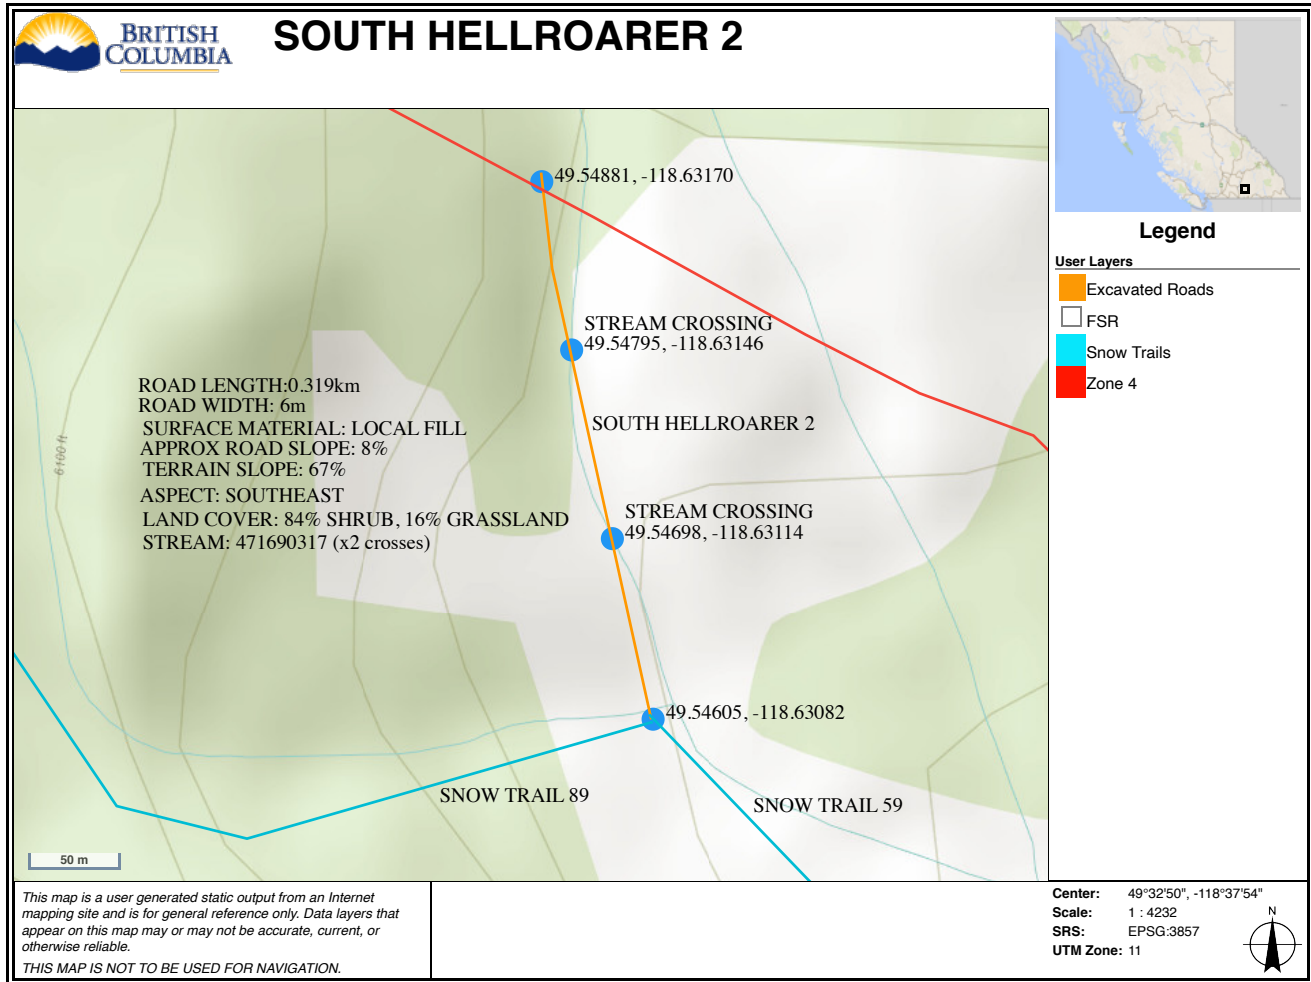 BRITISH
COLUMBIA
SOUTH HELLROARER 2
49.54881, -118.63170
STREAM CROSSING
49.54795, -118.63146
ROAD LENGTH:0.319km
ROAD WIDTH: 6m
SURFACE MATERIAL: LOCAL FILL
APPROX ROAD SLOPE: 8%
TERRAIN SLOPE: 67%
ASPECT: SOUTHEAST
LAND COVER: 84% SHRUB, 16% GRASSLAND
STREAM: 471690317 (x2 crosses)
6100 ft
SOUTH HELLROARER 2
STREAM CROSSING
49.54698, -118.63114
49.54605, -118.63082
SNOW TRAIL 89
SNOW TRAIL 59
50 m
Legend
User Layers
Excavated Roads
FSR
Snow Trails
Zone 4
This map is a user generated static output from an Internet
mapping site and is for general reference only. Data layers that
appear on this map may or may not be accurate, current, or
otherwise reliable.
THIS MAP IS NOT TO BE USED FOR NAVIGATION.
Center: 49°32'50", -118°37'54"
Scale: 1 : 4232
SRS: EPSG:3857
UTM Zone: 11
N